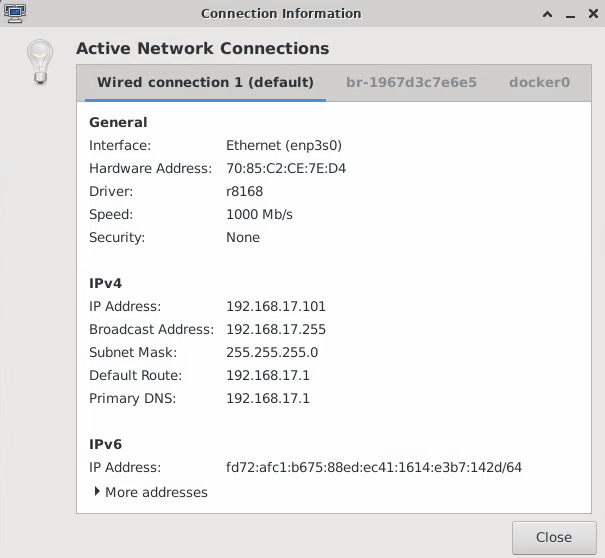 Connection Information
Active Network Connections
Wired connection 1 (default) br-1967d3c7e6e5 docker0
General
Interface: Ethernet (enp3s0)
Hardware Address: 70:85:C2:CE:7E:D4
Driver: r8168
Speed: 1000 Mb/s
Security: None
IPv4
IP Address: 192.168.17.101
Broadcast Address: 192.168.17.255
Subnet Mask: 255.255.255.0
Default Route: 192.168.17.1
Primary DNS: 192.168.17.1
IPv6
IP Address: fd72:afc1:b675:88ed:ec41:1614:e3b7:142d/64
More addresses
Close